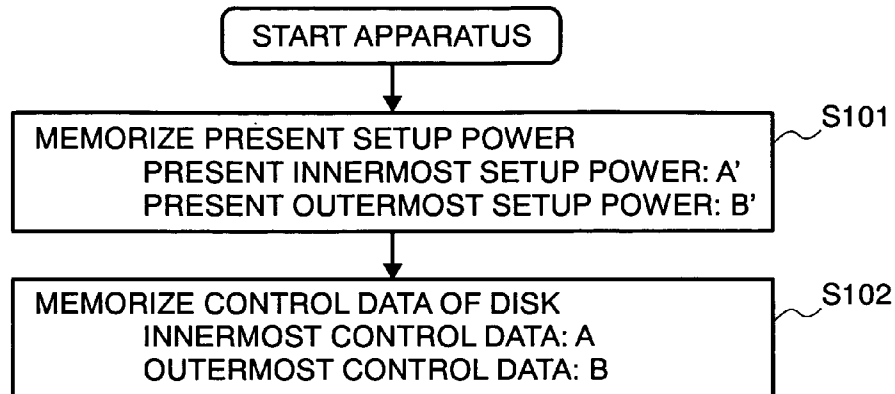 START APPARATUS
S101
MEMORIZE PRESENT SETUP POWER
PRESENT INNERMOST SETUP POWER: A'
PRESENT OUTERMOST SETUP POWER: B'
S102
MEMORIZE CONTROL DATA OF DISK
INNERMOST CONTROL DATA: A
OUTERMOST CONTROL DATA: B